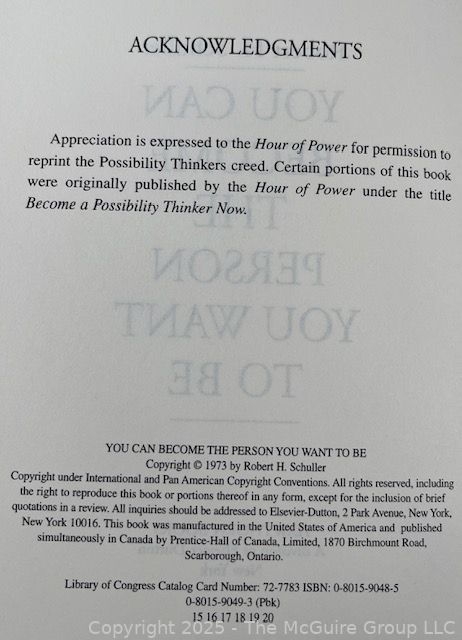 ACKNOWLEDGMENTS
Appreciation is expressed to the Hour of Power for permission to
reprint the Possibility Thinkers creed. Certain portions of this book
were originally published by the Hour of Power under the title
Become a Possibility Thinker Now.
YOU CAN
THE
PERSON
YOU WANT
TO BE
YOU CAN BECOME THE PERSON YOU WANT TO BE
Copyright © 1973 by Robert H. Schuller
Copyright under International and Pan American Copyright Conventions. All rights reserved, including
the right to reproduce this book or portions thereof in any form, except for the inclusion of brief
quotations in a review. All inquiries should be addressed to Elsevier-Dutton, 2 Park Avenue, New York,
New York 10016. This book was manufactured in the United States of America and published
simultaneously in Canada by Prentice-Hall of Canada, Limited, 1870 Birchmount Road,
Scarborough, Ontario.
Library of Congress Catalog Card Number: 72-7783 ISBN: 0-8015-9048-5
0-8015-9049-3 (Pbk)
15 16 17 18 19 20
Copyright 2025 - The McGuire Group LLC